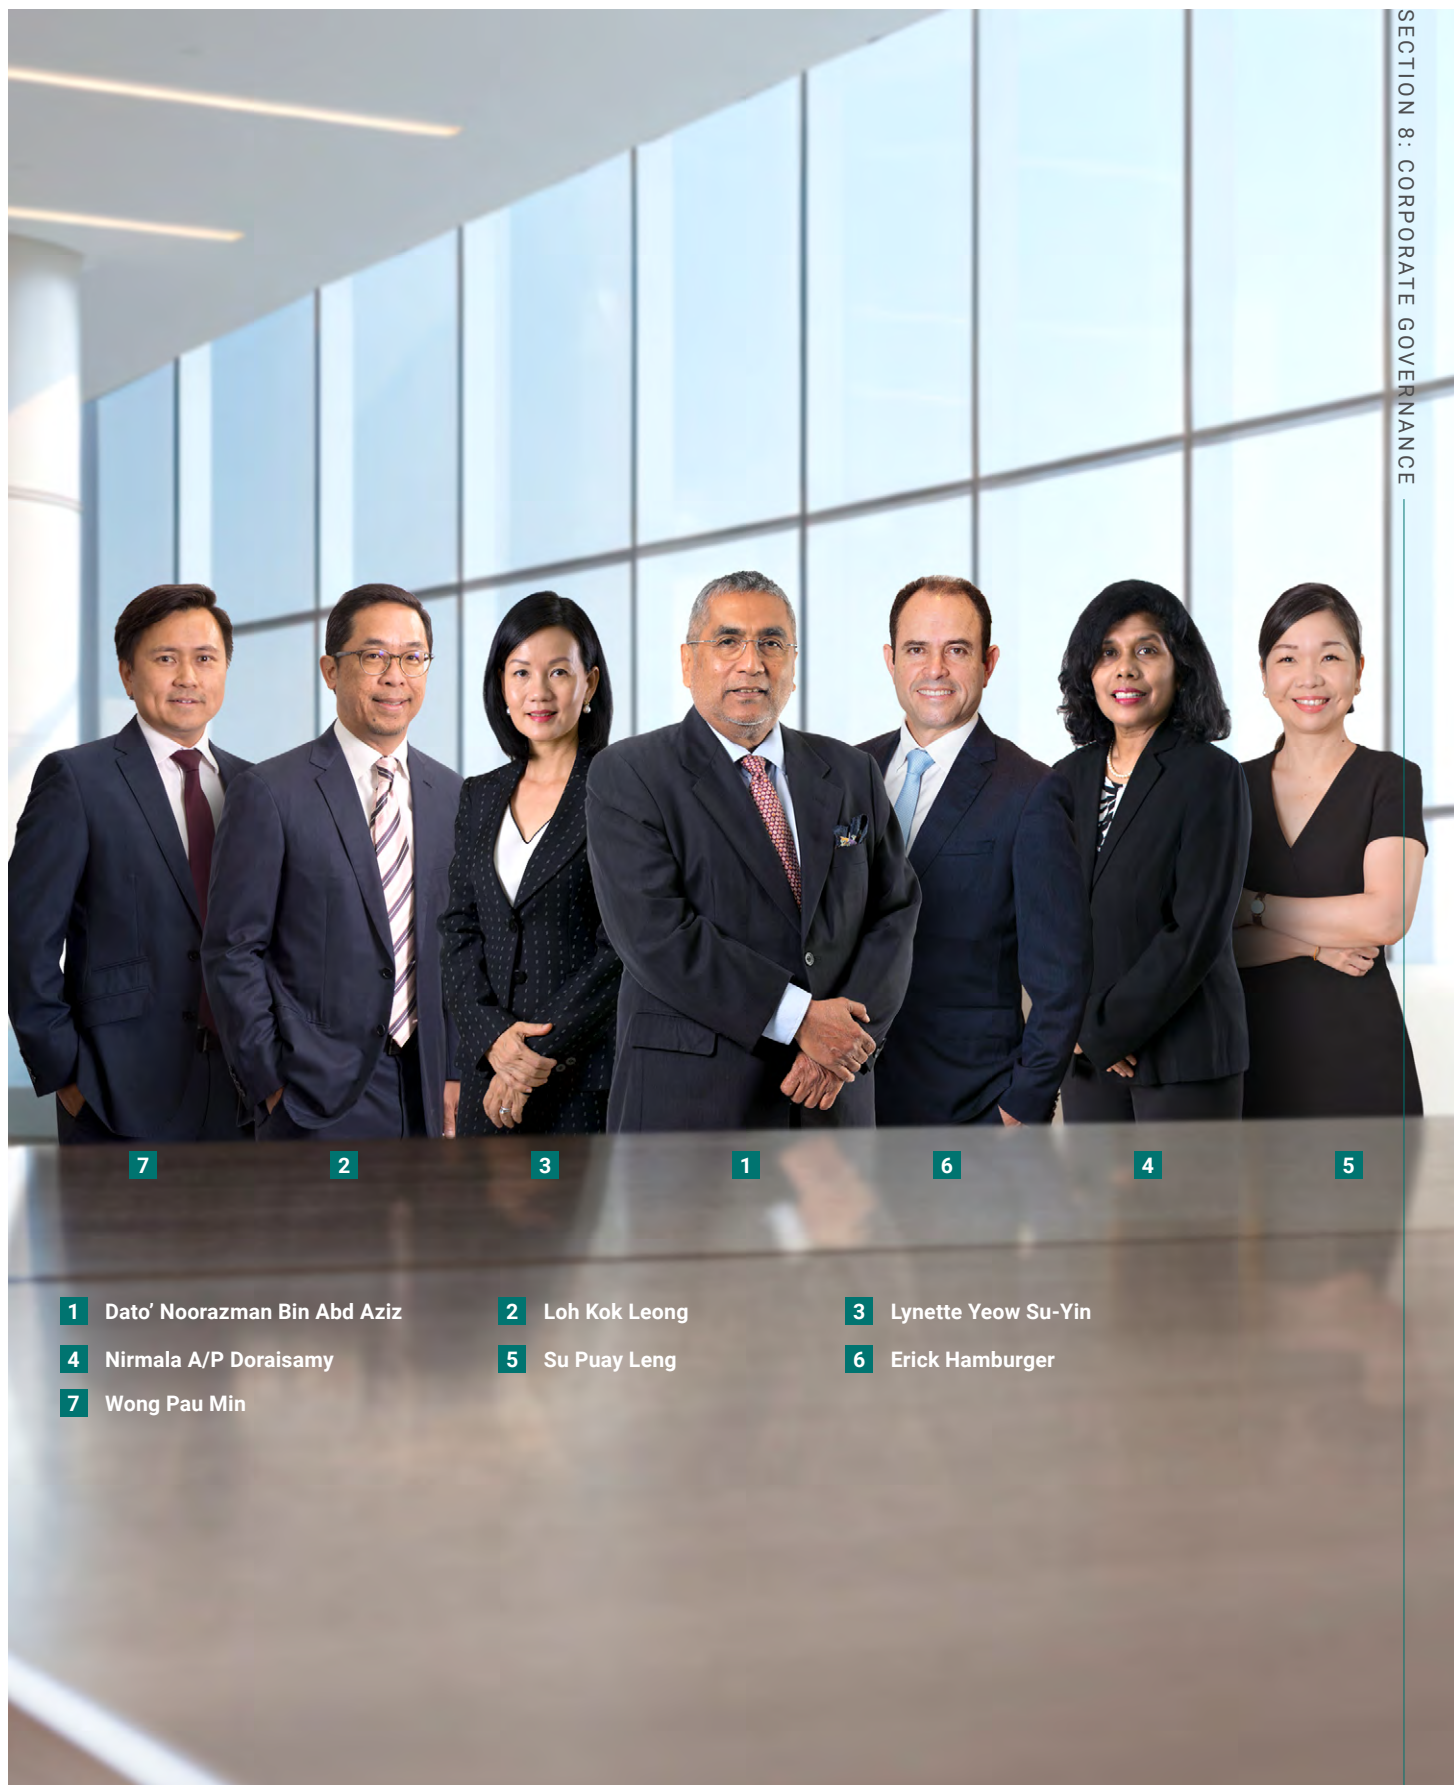 SECTION 8: CORPORATE GOVERNANCE
7 2 3 1 6 4 5
1 Dato’ Noorazman Bin Abd Aziz 2 Loh Kok Leong 3 Lynette Yeow Su-Yin
4 Nirmala A/P Doraisamy 5 Su Puay Leng 6 Erick Hamburger
7 Wong Pau Min